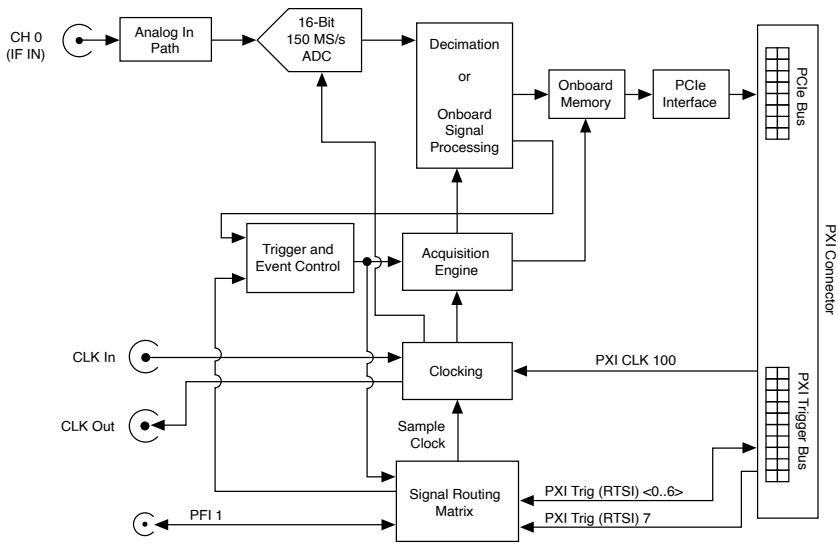 CH 0
(IF IN)
Analog In
Path
16-Bit
150 MS/s
ADC
Decimation
or
Onboard
Signal
Processing
Onboard
Memory
PCIe
Interface
PCIe Bus
PXI Connector
Trigger and
Event Control
Acquisition
Engine
CLK In
Clocking
PXI CLK 100
CLK Out
Sample
Clock
PXI Trigger Bus
Signal Routing
Matrix
PXI Trig (RTSI) <0..6>
PFI 1
PXI Trig (RTSI) 7